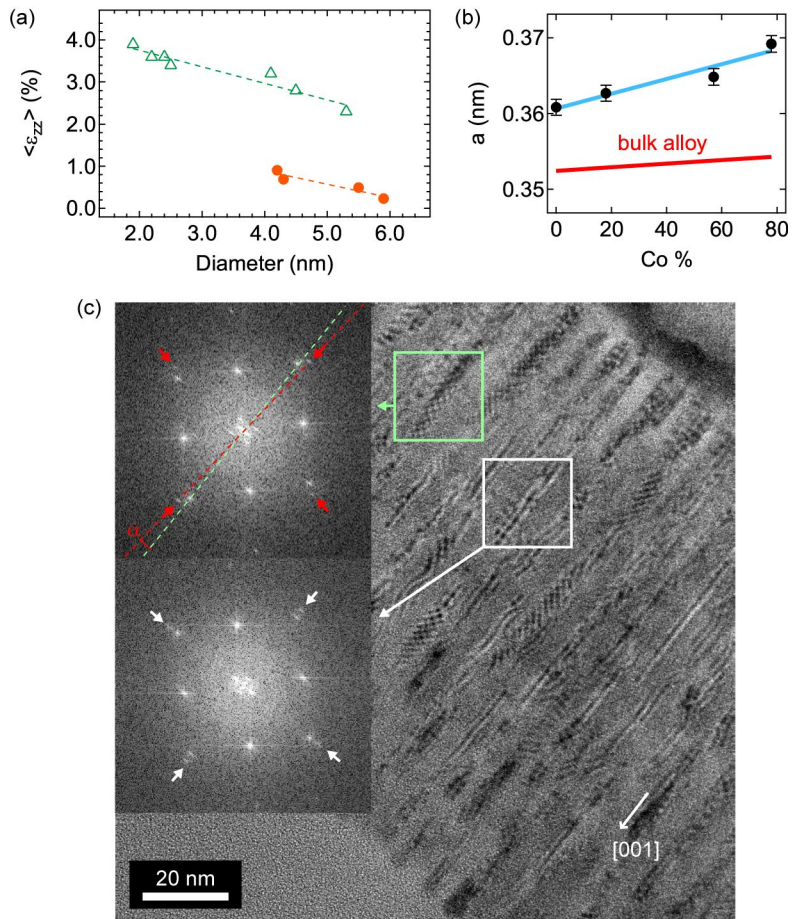 (a)
4.0
3.0
2.0
1.0
0.0
<ε_ZZ> (%)
2.0 3.0 4.0 5.0 6.0
Diameter (nm)
(b)
0.37
0.36
0.35
a (nm)
bulk alloy
0 20 40 60 80
Co %
(c)
α
[001]
20 nm